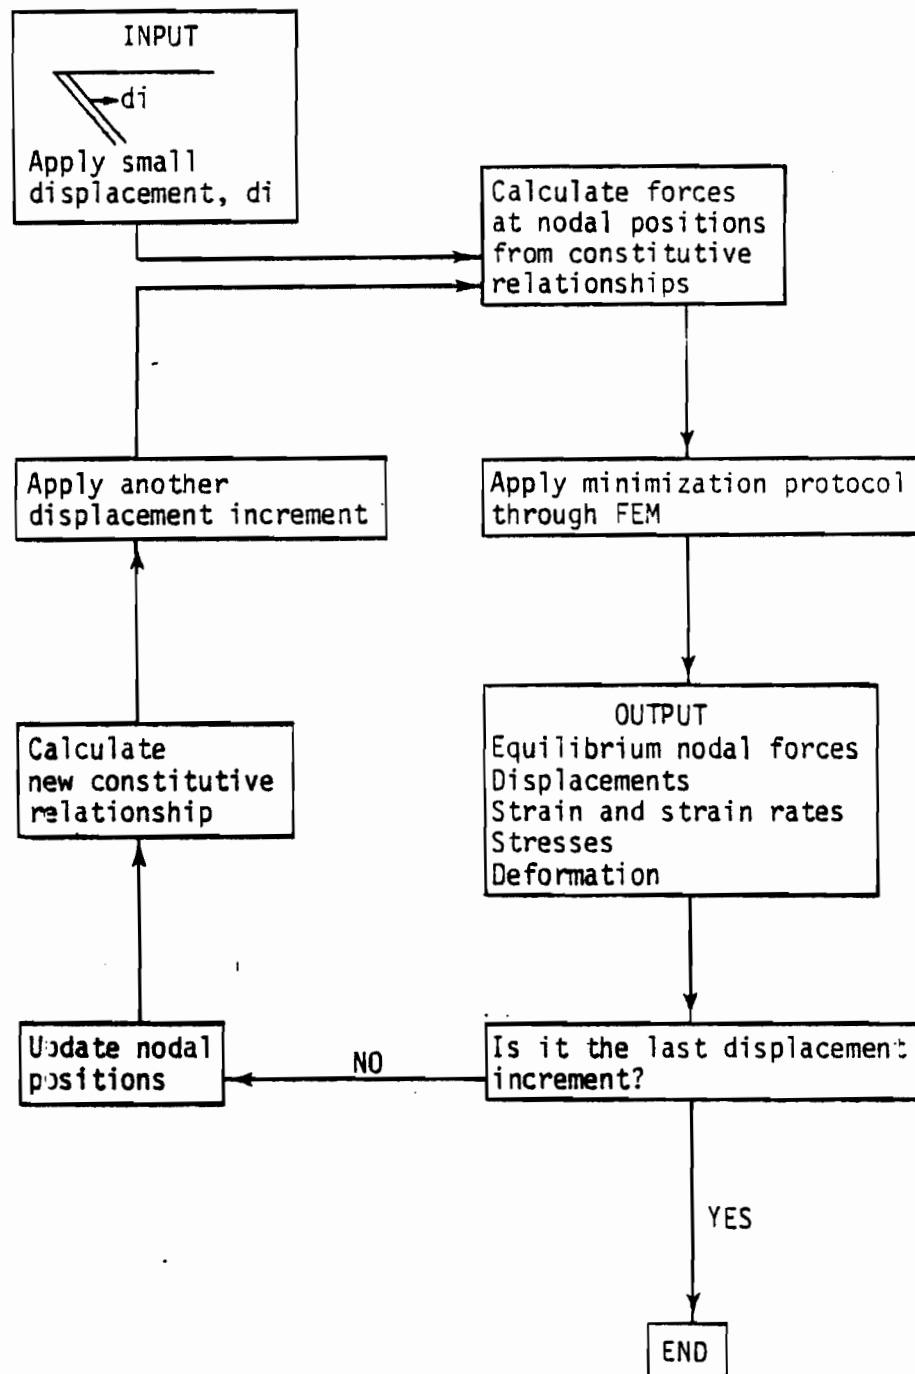 INPUT
di
Apply small
displacement, di
Calculate forces
at nodal positions
from constitutive
relationships
Apply another
displacement increment
Apply minimization protocol
through FEM
OUTPUT
Equilibrium nodal forces
Displacements
Strain and strain rates
Stresses
Deformation
Calculate
new constitutive
relationship
Update nodal
positions
NO
Is it the last displacement
increment?
YES
END